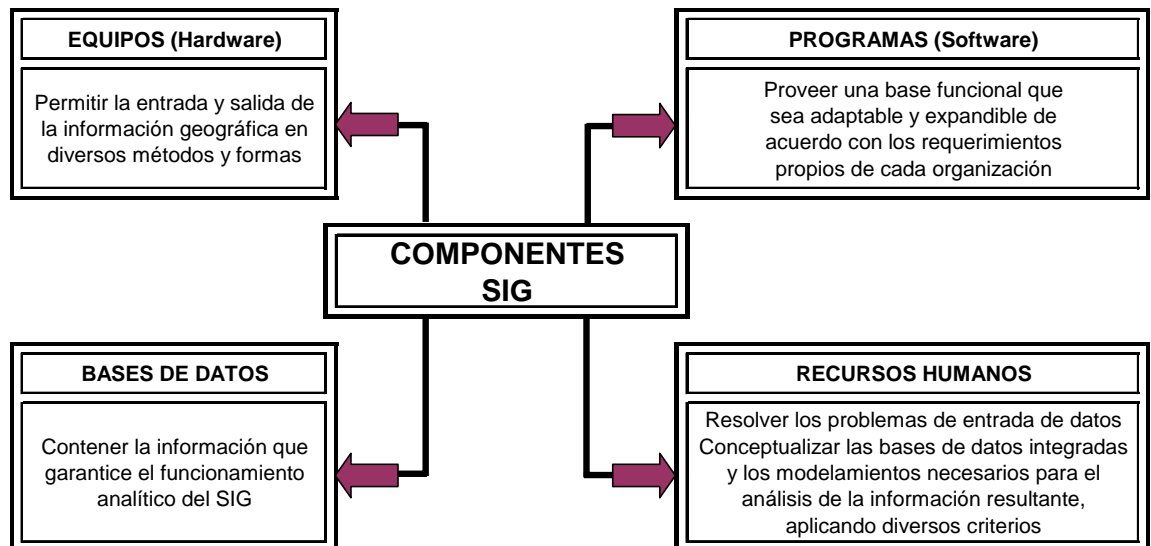 EQUIPOS (Hardware)
Permitir la entrada y salida de
la información geográfica en
diversos métodos y formas
PROGRAMAS (Software)
Proveer una base funcional que
sea adaptable y expandible de
acuerdo con los requerimientos
propios de cada organización
COMPONENTES
SIG
BASES DE DATOS
Contener la información que
garantice el funcionamiento
analítico del SIG
RECURSOS HUMANOS
Resolver los problemas de entrada de datos
Conceptualizar las bases de datos integradas
y los modelamientos necesarios para el
análisis de la información resultante,
aplicando diversos criterios